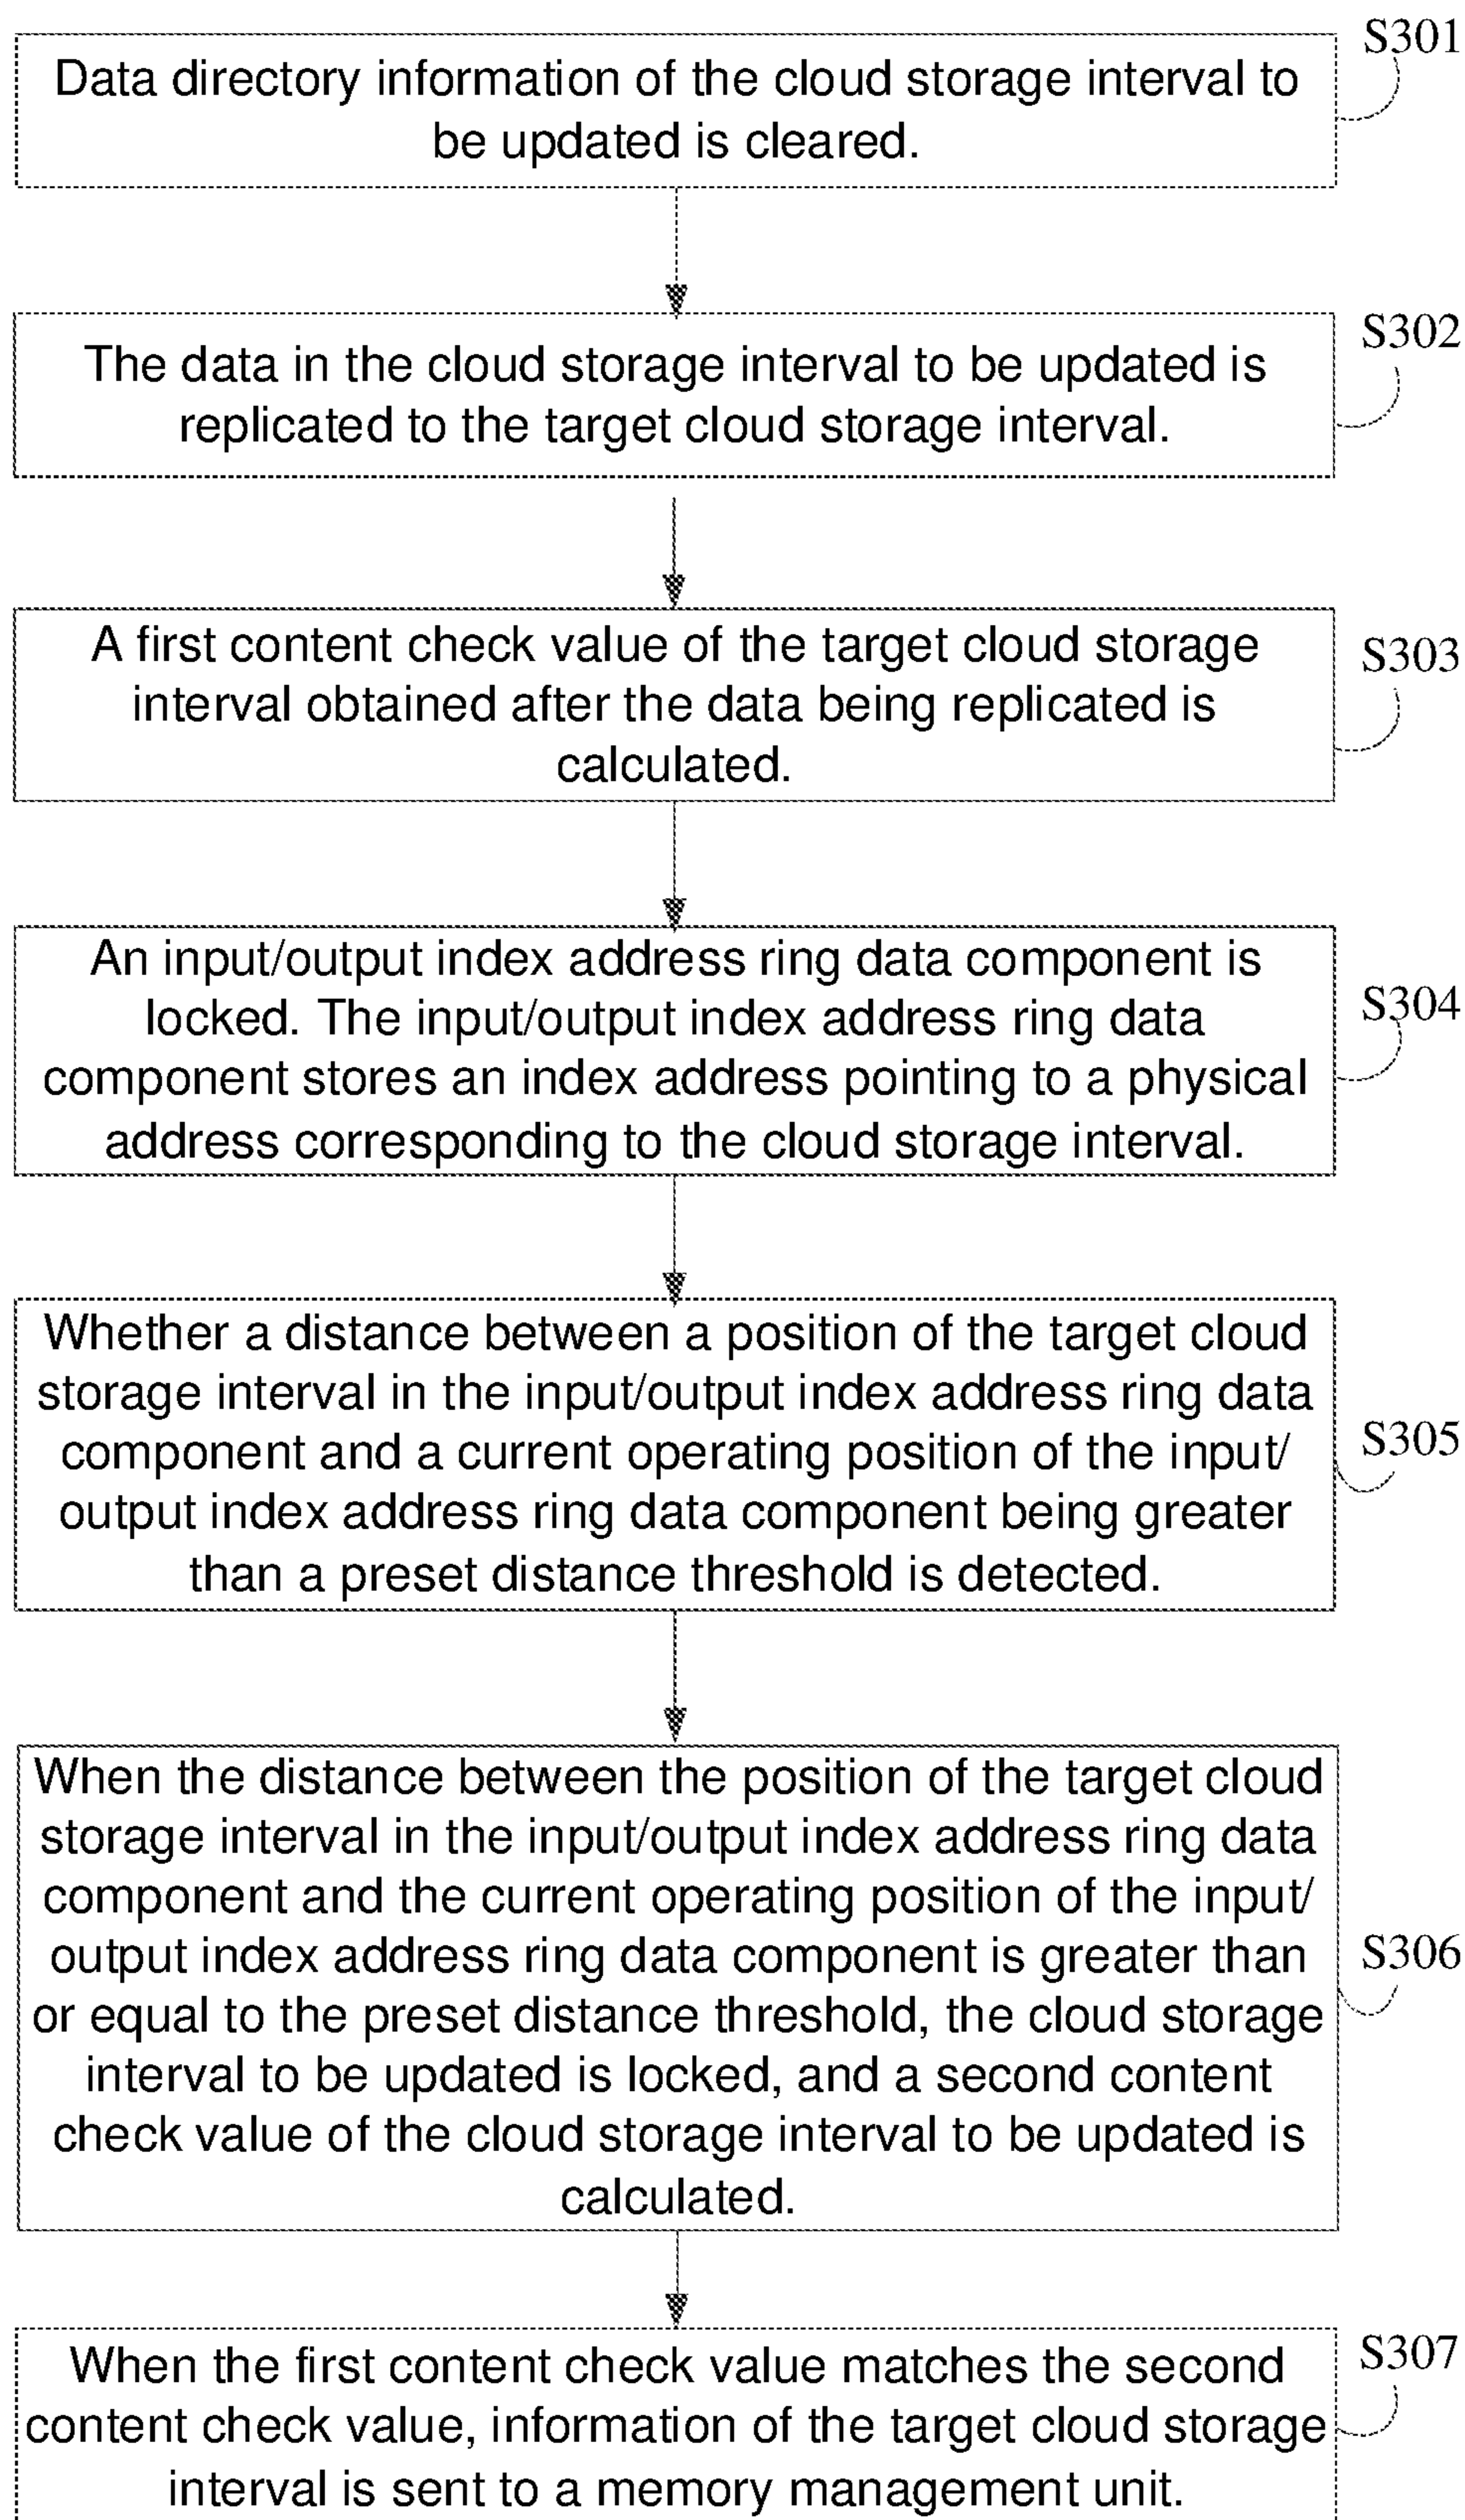 S301
Data directory information of the cloud storage interval to
be updated is cleared.
S302
The data in the cloud storage interval to be updated is
replicated to the target cloud storage interval.
S303
A first content check value of the target cloud storage
interval obtained after the data being replicated is
calculated.
S304
An input/output index address ring data component is
locked. The input/output index address ring data
component stores an index address pointing to a physical
address corresponding to the cloud storage interval.
S305
Whether a distance between a position of the target cloud
storage interval in the input/output index address ring data
component and a current operating position of the input/
output index address ring data component being greater
than a preset distance threshold is detected.
S306
When the distance between the position of the target cloud
storage interval in the input/output index address ring data
component and the current operating position of the input/
output index address ring data component is greater than
or equal to the preset distance threshold, the cloud storage
interval to be updated is locked, and a second content
check value of the cloud storage interval to be updated is
calculated.
S307
When the first content check value matches the second
content check value, information of the target cloud storage
interval is sent to a memory management unit.